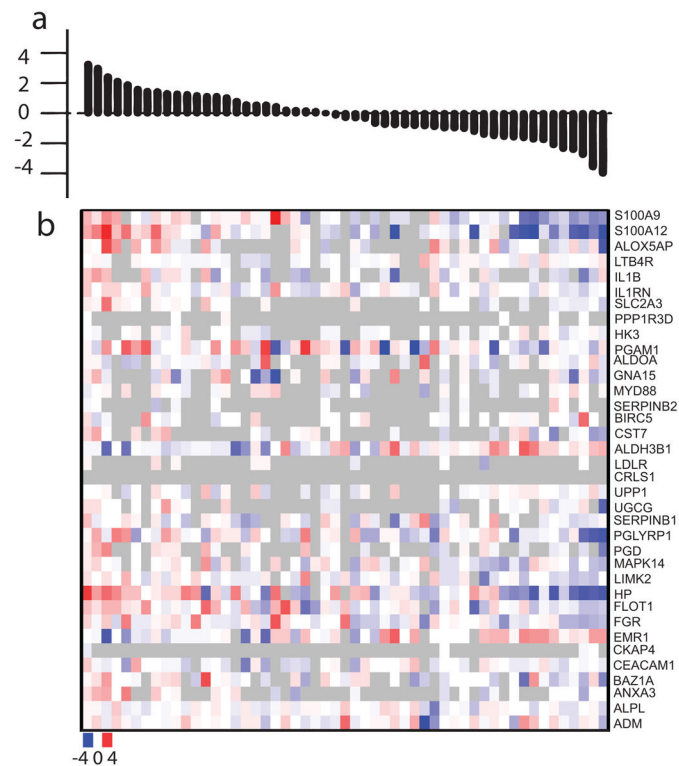 a
4
2
0
-2
-4
b
S100A9
S100A12
ALOX5AP
LTB4R
IL1B
IL1RN
SLC2A3
PPP1R3D
HK3
PGAM1
ALDOA
GNA15
MYD88
SERPINB2
BIRC5
CST7
ALDH3B1
LDLR
CRLS1
UPP1
UGCG
SERPINB1
PGLYRP1
PGD
MAPK14
LIMK2
HP
FLOT1
FGR
EMR1
CKAP4
CEACAM1
BAZ1A
ANXA3
ALPL
ADM
-4 0 4